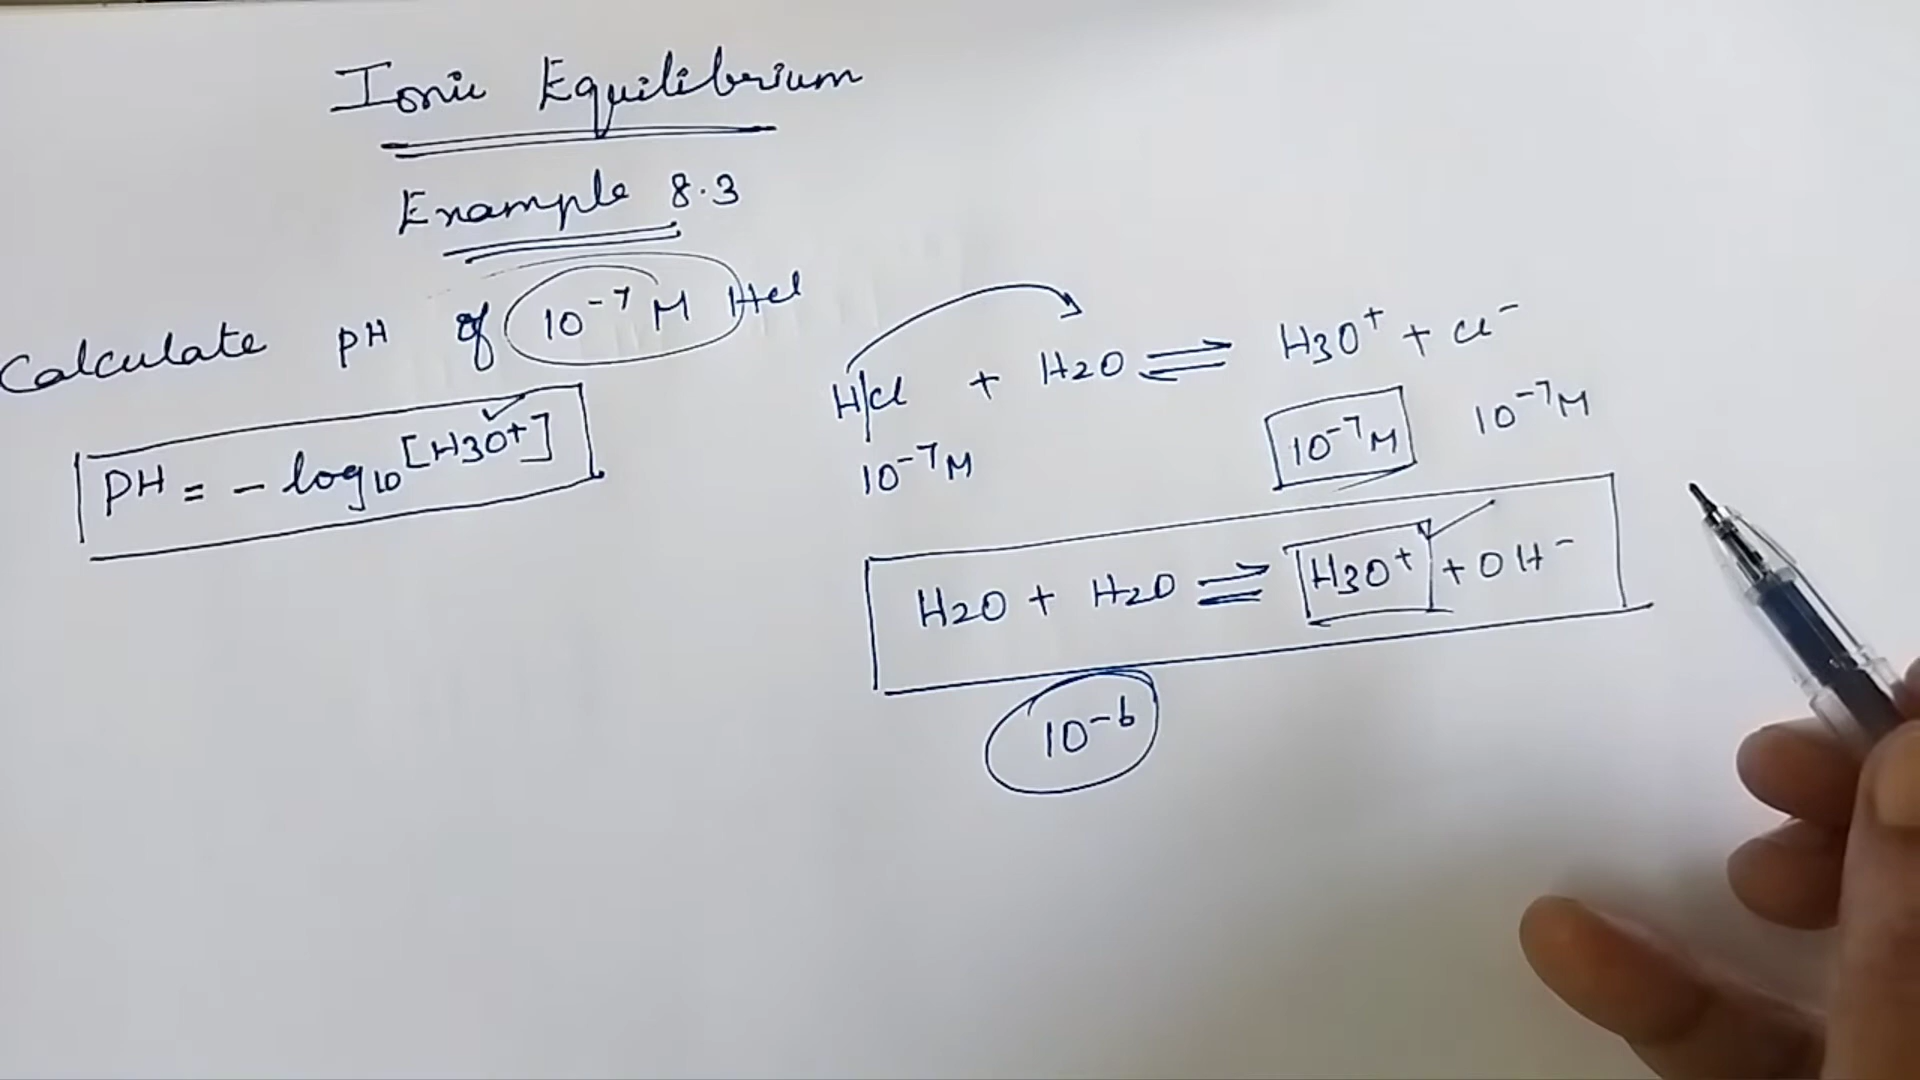 Ionic Equilibrium
Example 8.3
Calculate pH of 10⁻⁷ M HCl
PH = - log₁₀ [H3O⁺]
H/Cl + H2O ⇌ H3O⁺ + Cl⁻
10⁻⁷M 10⁻⁷M 10⁻⁷M
H2O + H2O ⇌ H3O⁺ + OH⁻
10⁻⁶